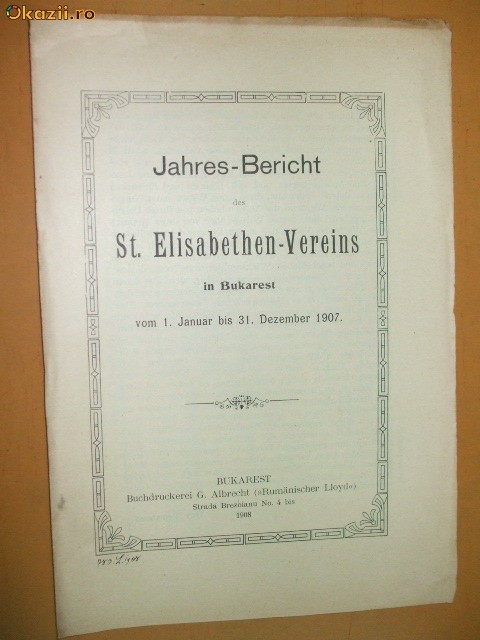 Okazii.ro
Jahres-Bericht
des
St. Elisabethen-Vereins
in Bukarest
vom 1. Januar bis 31. Dezember 1907.
BUKAREST
Buchdruckerei G. Albrecht («Rumänischer Lloyd»)
Strada Brezoianu No. 4 bis
1908